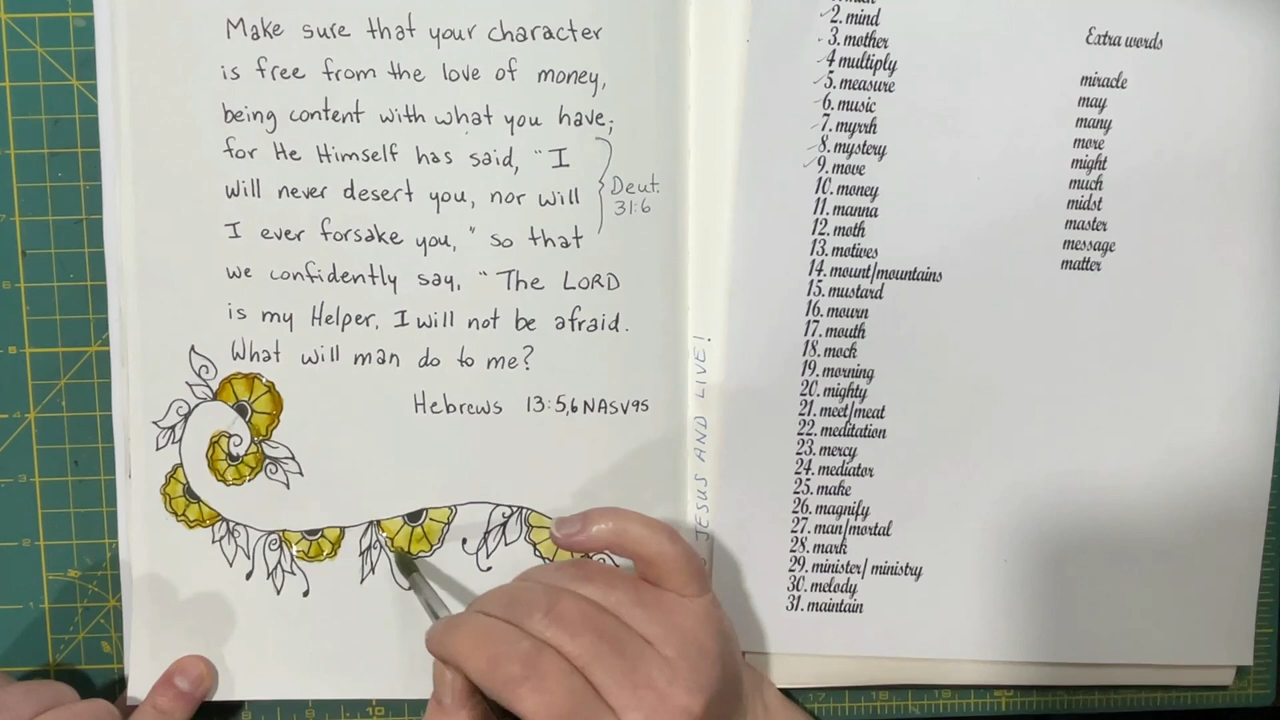 Make sure that your character
is free from the love of money,
being content with what you have;
for He Himself has said, "I
will never desert you, nor will
I ever forsake you," so that
we confidently say, "The LORD
is my Helper, I will not be afraid.
What will man do to me?
Hebrews 13:5,6 NASV95
Deut.
31:6
JESUS AND LIVE!
2. mind
3. mother
4 multiply
5. measure
6. music
7. myrrh
8. mystery
9. move
10. money
11. manna
12. moth
13. motives
14. mount/mountains
15. mustard
16. mourn
17. mouth
18. mock
19. morning
20. mighty
21. meet/meat
22. meditation
23. mercy
24. mediator
25. make
26. magnify
27. man/mortal
28. mark
29. minister/ ministry
30. melody
31. maintain
Extra words
miracle
may
many
more
might
much
midst
master
message
matter
10
17
18
19
20